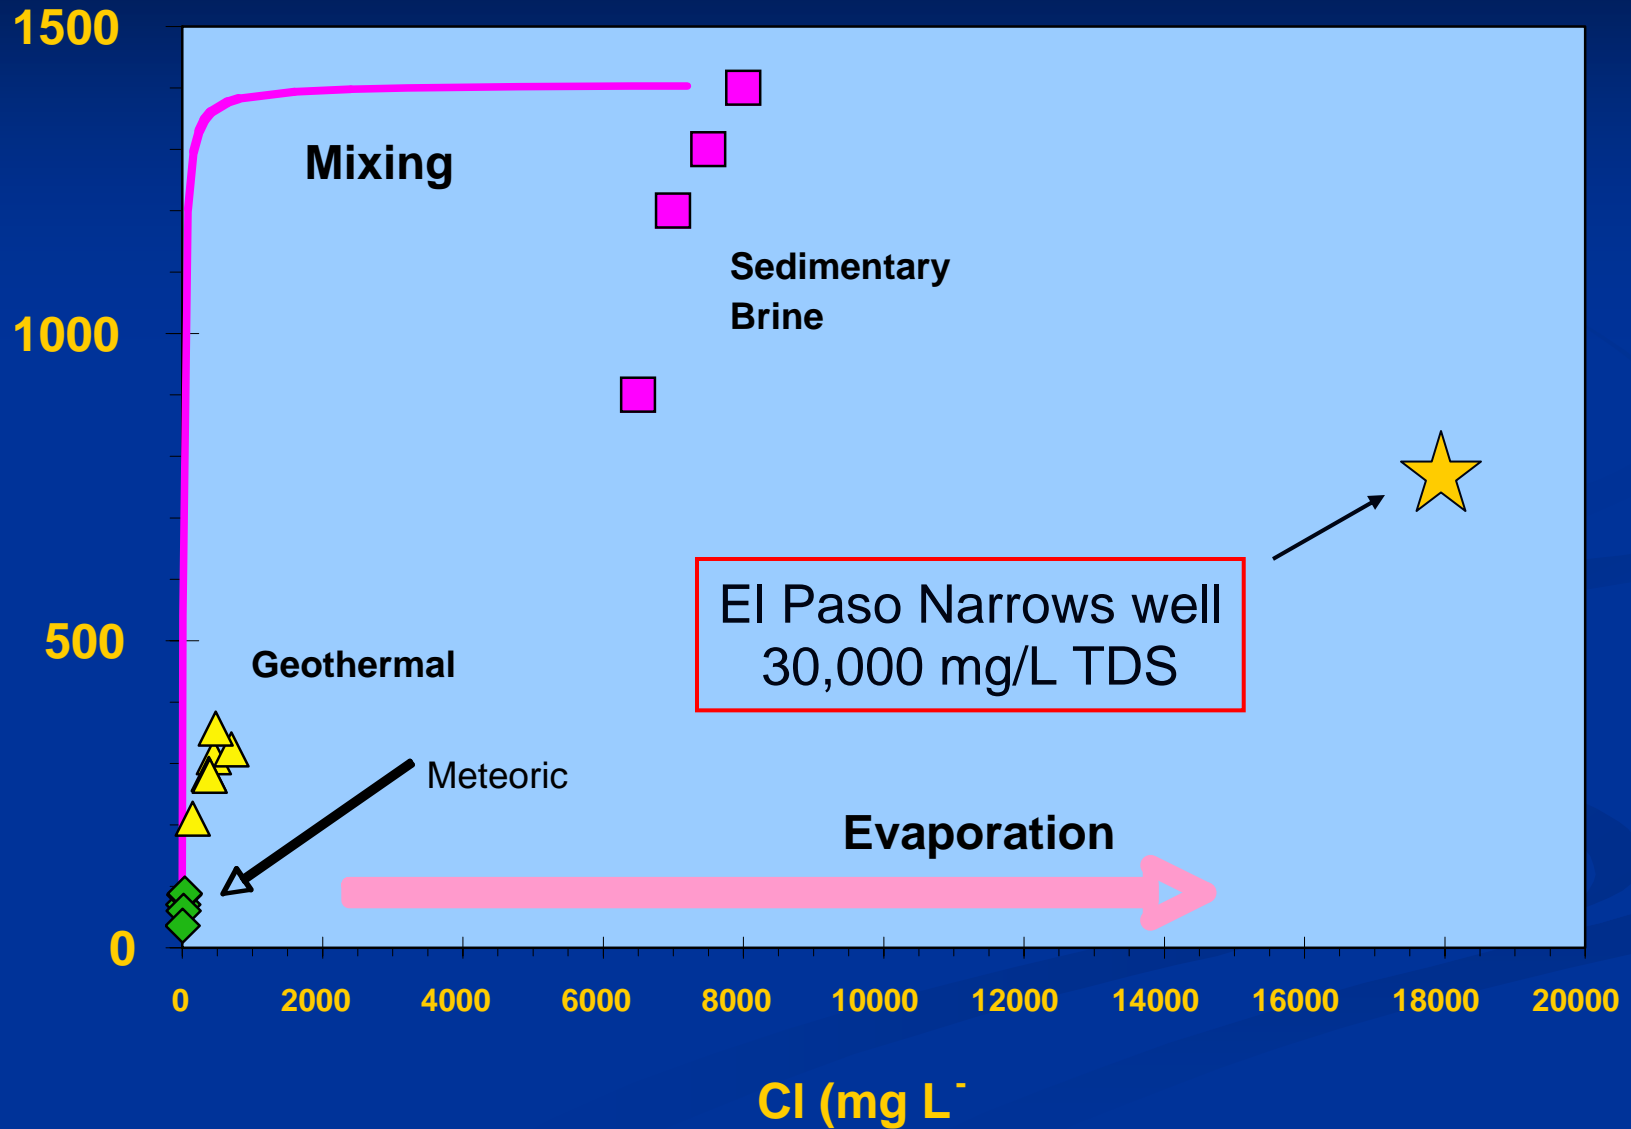 1500
Mixing
Sedimentary
Brine
1000
El Paso Narrows well
30,000 mg/L TDS
500
Geothermal
Meteoric
Evaporation
0
0 2000 4000 6000 8000 10000 12000 14000 16000 18000 20000
Cl (mg L⁻